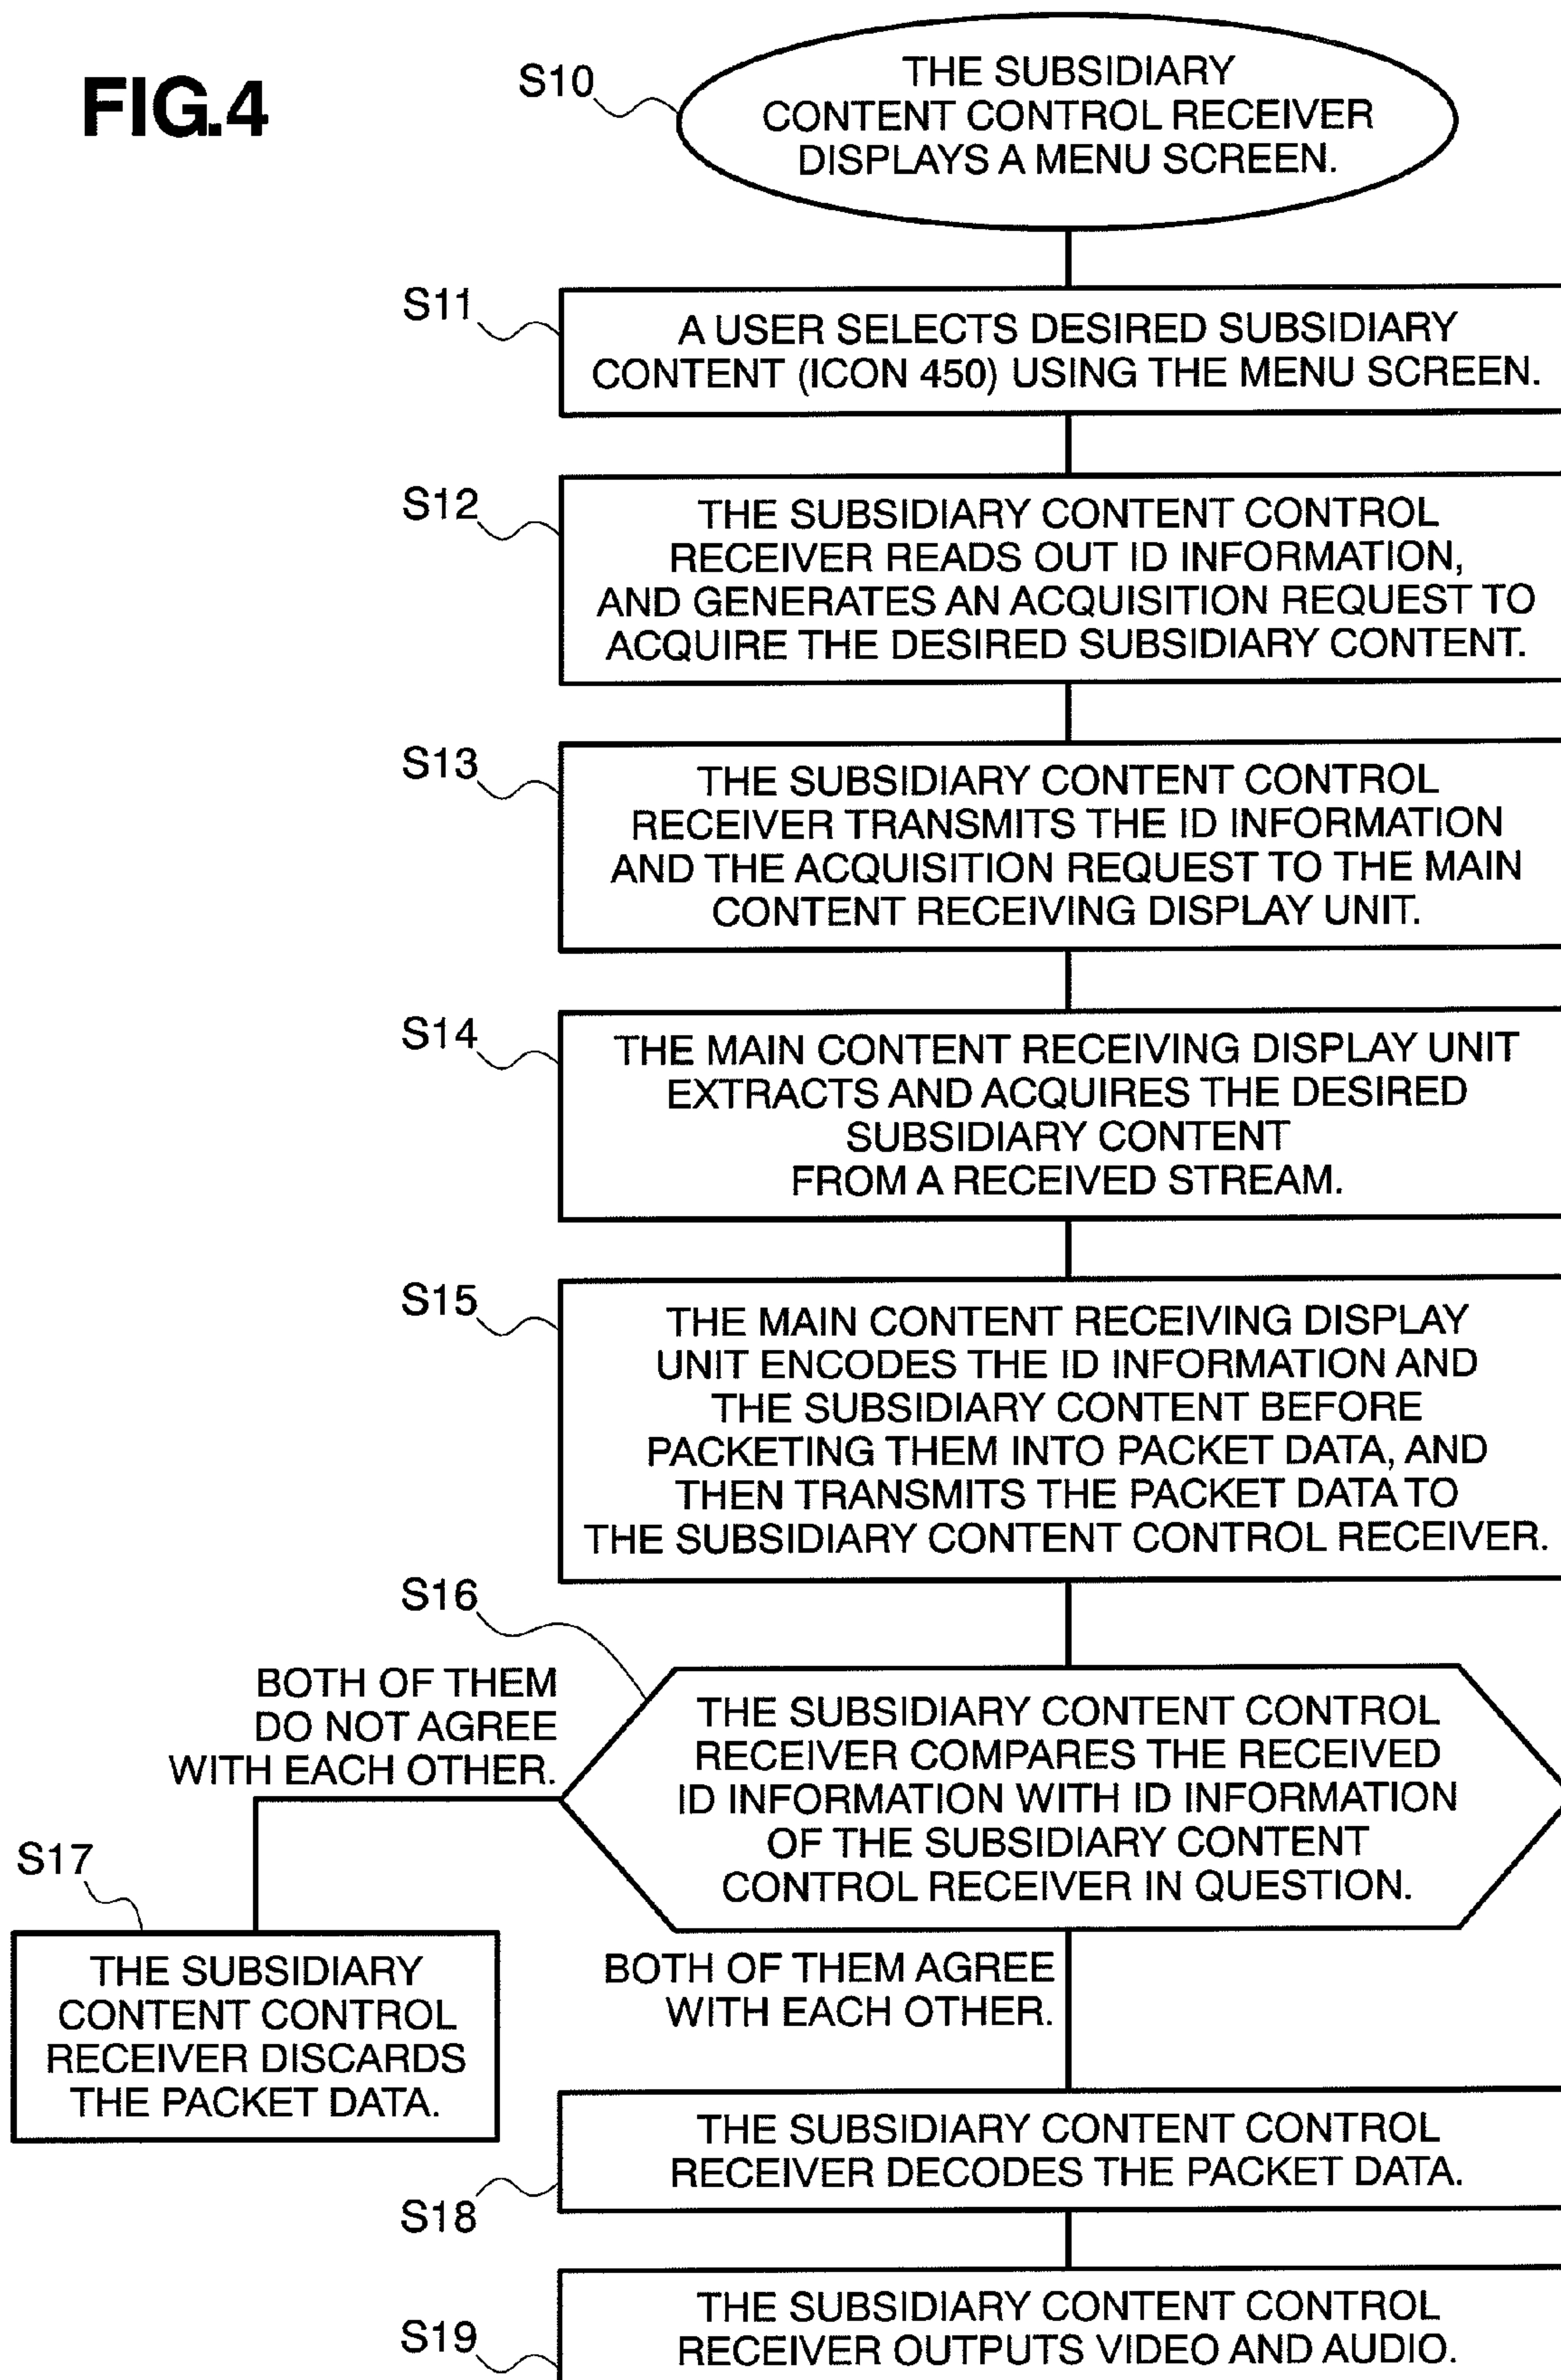 FIG.4
S10
THE SUBSIDIARY
CONTENT CONTROL RECEIVER
DISPLAYS A MENU SCREEN.
S11
A USER SELECTS DESIRED SUBSIDIARY
CONTENT (ICON 450) USING THE MENU SCREEN.
S12
THE SUBSIDIARY CONTENT CONTROL
RECEIVER READS OUT ID INFORMATION,
AND GENERATES AN ACQUISITION REQUEST TO
ACQUIRE THE DESIRED SUBSIDIARY CONTENT.
S13
THE SUBSIDIARY CONTENT CONTROL
RECEIVER TRANSMITS THE ID INFORMATION
AND THE ACQUISITION REQUEST TO THE MAIN
CONTENT RECEIVING DISPLAY UNIT.
S14
THE MAIN CONTENT RECEIVING DISPLAY UNIT
EXTRACTS AND ACQUIRES THE DESIRED
SUBSIDIARY CONTENT
FROM A RECEIVED STREAM.
S15
THE MAIN CONTENT RECEIVING DISPLAY
UNIT ENCODES THE ID INFORMATION AND
THE SUBSIDIARY CONTENT BEFORE
PACKETING THEM INTO PACKET DATA, AND
THEN TRANSMITS THE PACKET DATA TO
THE SUBSIDIARY CONTENT CONTROL RECEIVER.
S16
THE SUBSIDIARY CONTENT CONTROL
RECEIVER COMPARES THE RECEIVED
ID INFORMATION WITH ID INFORMATION
OF THE SUBSIDIARY CONTENT
CONTROL RECEIVER IN QUESTION.
BOTH OF THEM
DO NOT AGREE
WITH EACH OTHER.
S17
THE SUBSIDIARY
CONTENT CONTROL
RECEIVER DISCARDS
THE PACKET DATA.
BOTH OF THEM AGREE
WITH EACH OTHER.
S18
THE SUBSIDIARY CONTENT CONTROL
RECEIVER DECODES THE PACKET DATA.
S19
THE SUBSIDIARY CONTENT CONTROL
RECEIVER OUTPUTS VIDEO AND AUDIO.